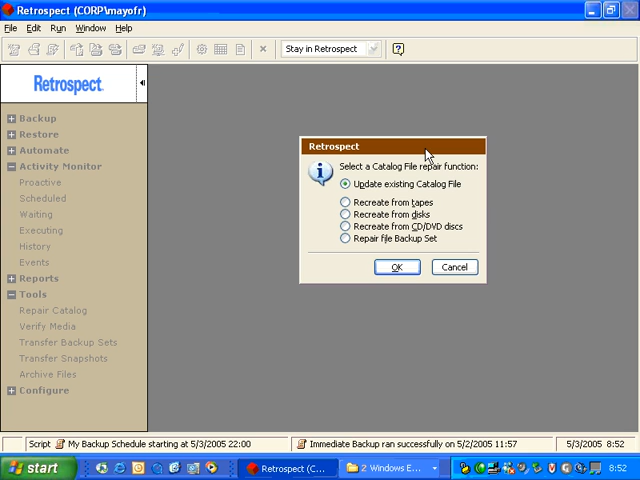 Retrospect (CORP\mayofr)
File Edit Run Window Help
Stay in Retrospect
Retrospect
Backup
Restore
Automate
Activity Monitor
Proactive
Scheduled
Waiting
Executing
History
Events
Reports
Tools
Repair Catalog
Verify Media
Transfer Backup Sets
Transfer Snapshots
Archive Files
Configure
Retrospect
Select a Catalog File repair function:
Update existing Catalog File
Recreate from tapes
Recreate from disks
Recreate from CD/DVD discs
Repair file Backup Set
OK Cancel
Script My Backup Schedule starting at 5/3/2005 22:00 Immediate Backup ran successfully on 5/2/2005 11:57 5/3/2005 8:52
start Retrospect (C... 2 Windows E... 8:52